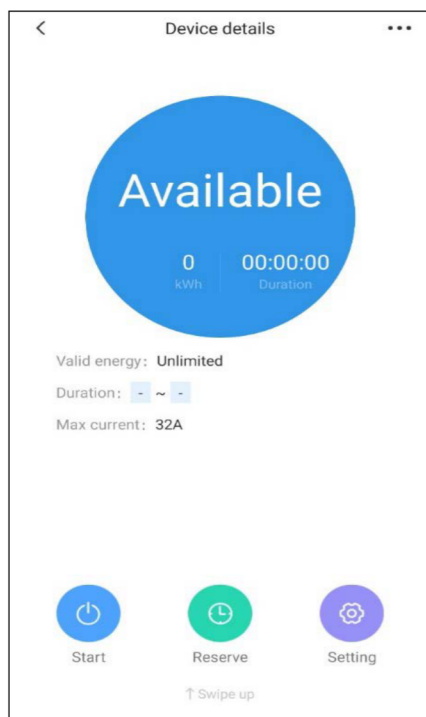 Device details
Available
0 00:00:00
kWh Duration
Valid energy: Unlimited
Duration: - ~ -
Max current: 32A
Start Reserve Setting
↑ Swipe up